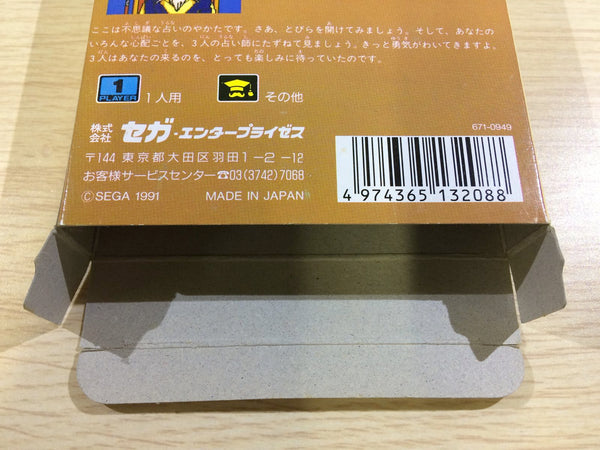 ここは不思議な占いのやかたです。さあ、とびらを開けてみましょう。そして、あなたの
いろんな心配ごとを、3人の占い師にたずねて見ましょう。きっと勇気がわいてきますよ。
3人はあなたの来るのを、とっても楽しみに待っていたのです。
1 PLAYER 1人用 その他
671-0949
株式会社 セガ・エンタープライゼス
〒144 東京都大田区羽田1-2-12
お客様サービスセンター☎03(3742)7068
©SEGA 1991 MADE IN JAPAN
4 974365 132088